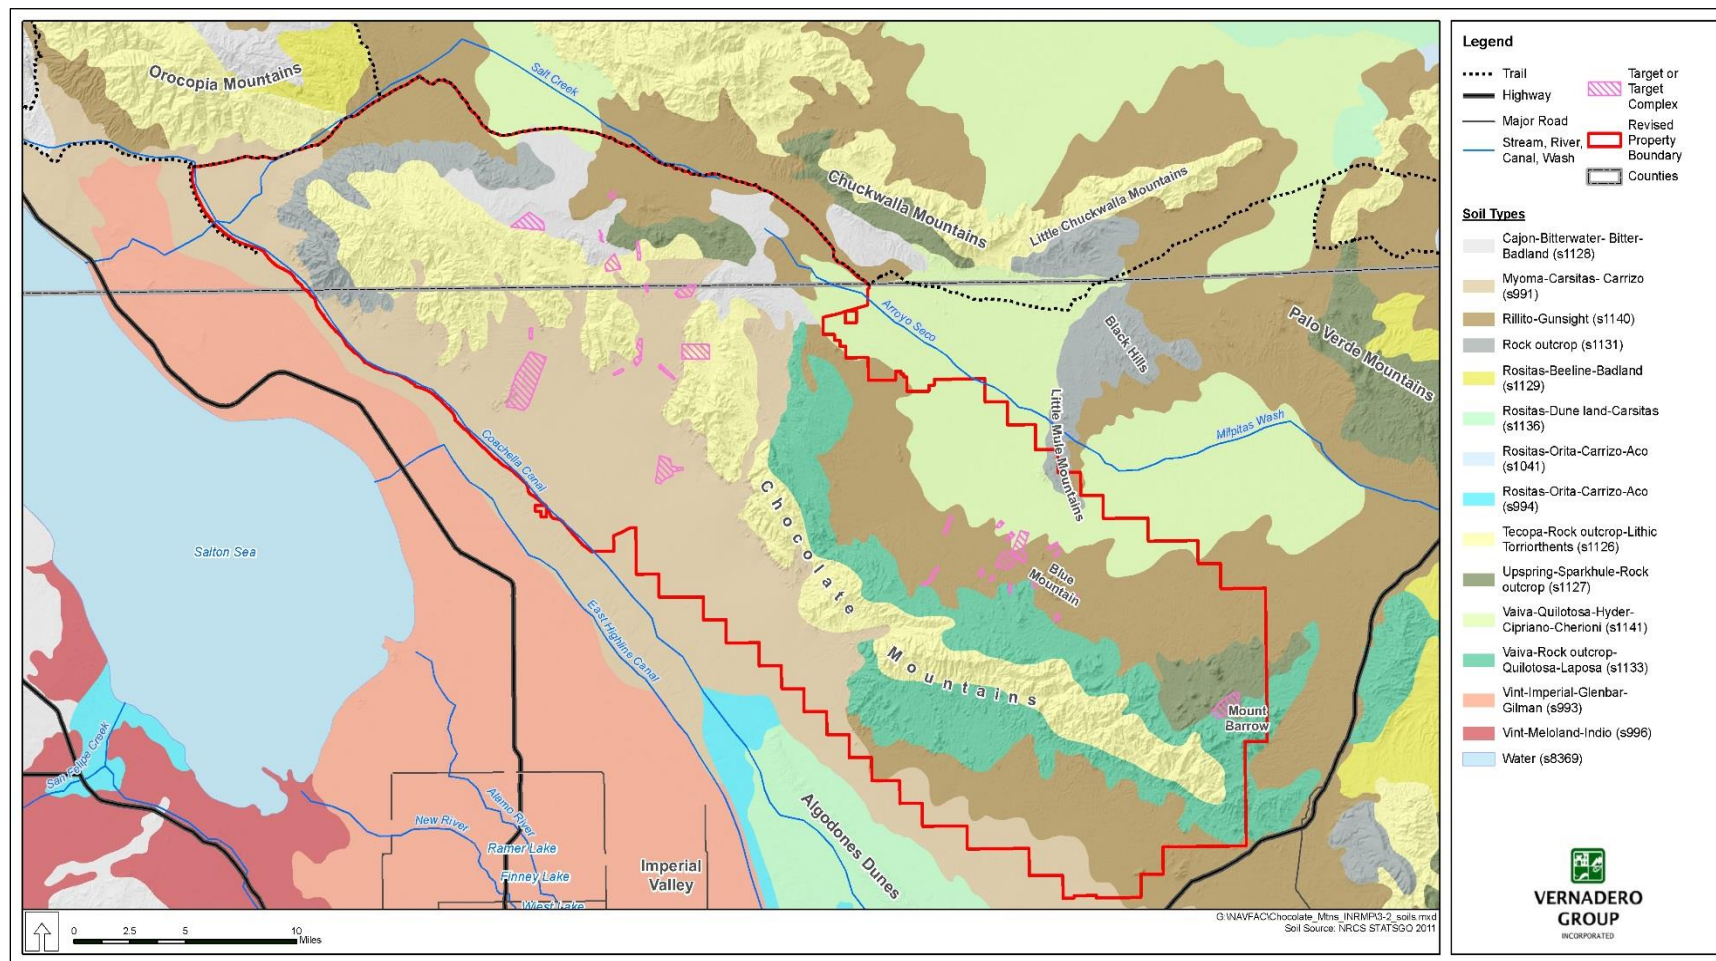 Orocopia Mountains
Salt Creek
Chuckwalla Mountains
Little Chuckwalla Mountains
Arroyo Seco
Black Hills
Palo Verde Mountains
Little Mule Mountains
Milpitas Wash
Coachella Canal
Salton Sea
Chocolate
Mountains
Blue
Mountain
East Highline Canal
Mount
Barrow
San Felipe Creek
Alamo River
New River
Ramer Lake
Finney Lake
Wiest Lake
Imperial
Valley
Algodones Dunes
0 2.5 5 10
Miles
G:\NAVFAC\Chocolate_Mtns_INRMP\3-2_soils.mxd
Soil Source: NRCS STATSGO 2011
Legend
Trail
Highway
Major Road
Stream, River,
Canal, Wash
Target or
Target
Complex
Revised
Property
Boundary
Counties
Soil Types
Cajon-Bitterwater- Bitter-
Badland (s1128)
Myoma-Carsitas- Carrizo
(s991)
Rillito-Gunsight (s1140)
Rock outcrop (s1131)
Rositas-Beeline-Badland
(s1129)
Rositas-Dune land-Carsitas
(s1136)
Rositas-Orita-Carrizo-Aco
(s1041)
Rositas-Orita-Carrizo-Aco
(s994)
Tecopa-Rock outcrop-Lithic
Torriorthents (s1126)
Upspring-Sparkhule-Rock
outcrop (s1127)
Vaiva-Quilotosa-Hyder-
Cipriano-Cherioni (s1141)
Vaiva-Rock outcrop-
Quilotosa-Laposa (s1133)
Vint-Imperial-Glenbar-
Gilman (s993)
Vint-Meloland-Indio (s996)
Water (s8369)
VERNADERO
GROUP
INCORPORATED